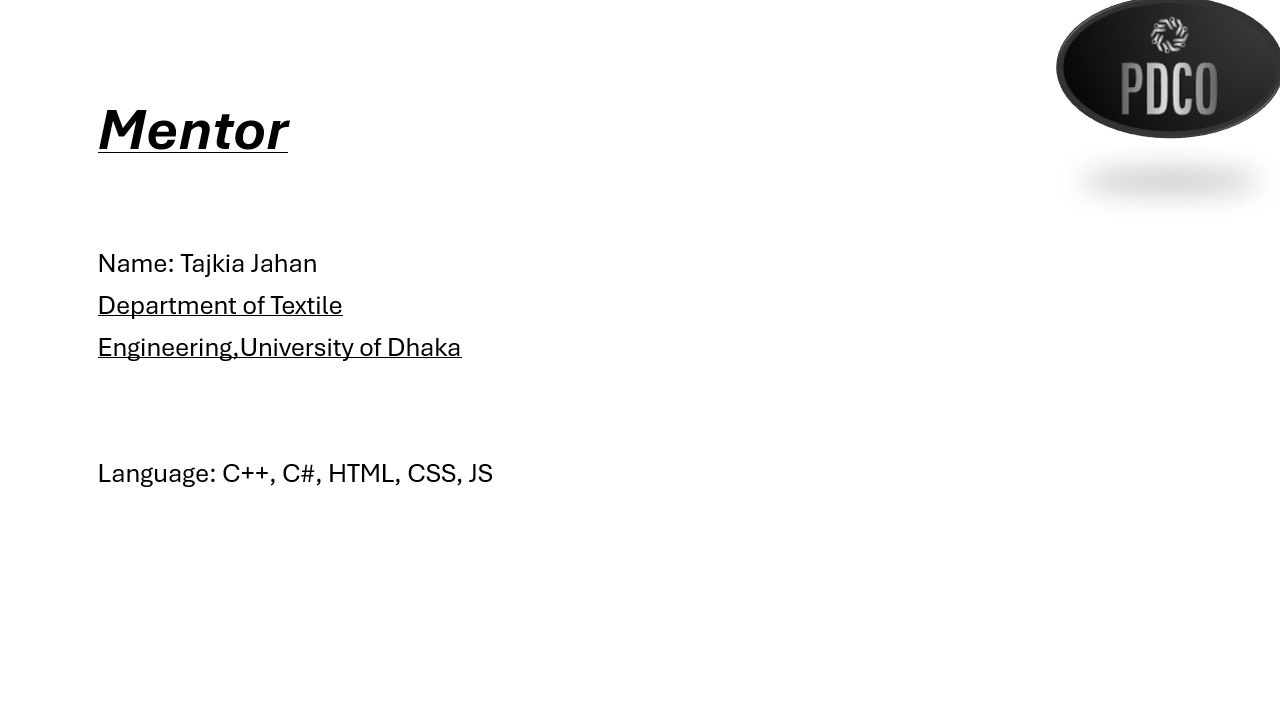 PDCO
Mentor
Name: Tajkia Jahan
Department of Textile
Engineering,University of Dhaka
Language: C++, C#, HTML, CSS, JS